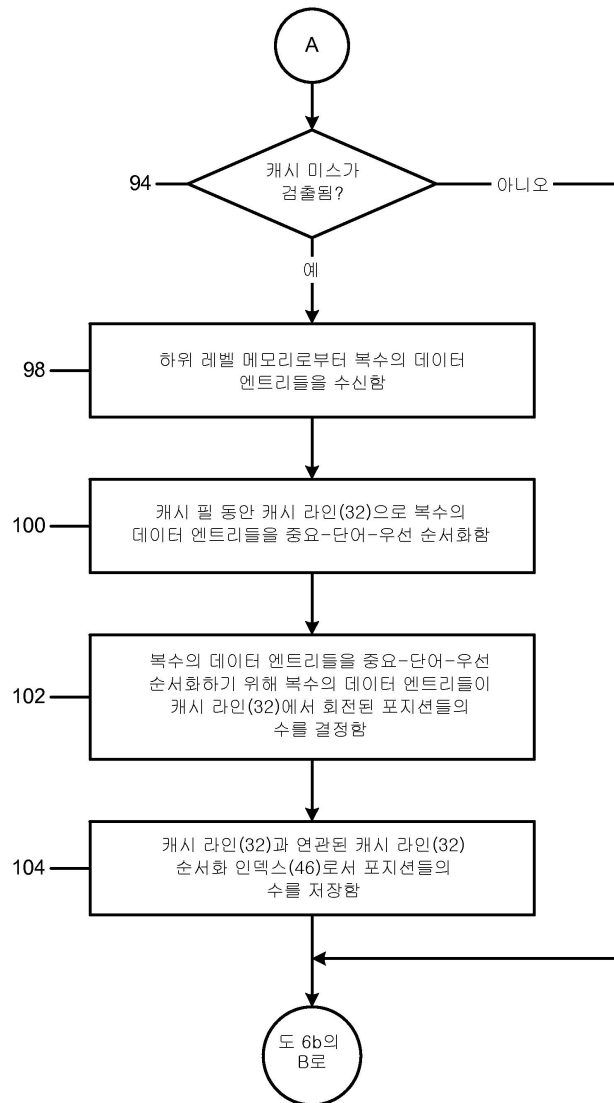 A
94
캐시 미스가
검출됨?
아니오
예
98
하위 레벨 메모리로부터 복수의 데이터
엔트리들을 수신함
100
캐시 필 동안 캐시 라인(32)으로 복수의
데이터 엔트리들을 중요-단어-우선 순서화함
102
복수의 데이터 엔트리들을 중요-단어-우선
순서화하기 위해 복수의 데이터 엔트리들이
캐시 라인(32)에서 회전된 포지션들의
수를 결정함
104
캐시 라인(32)과 연관된 캐시 라인(32)
순서화 인덱스(46)로서 포지션들의
수를 저장함
도 6b의
B로